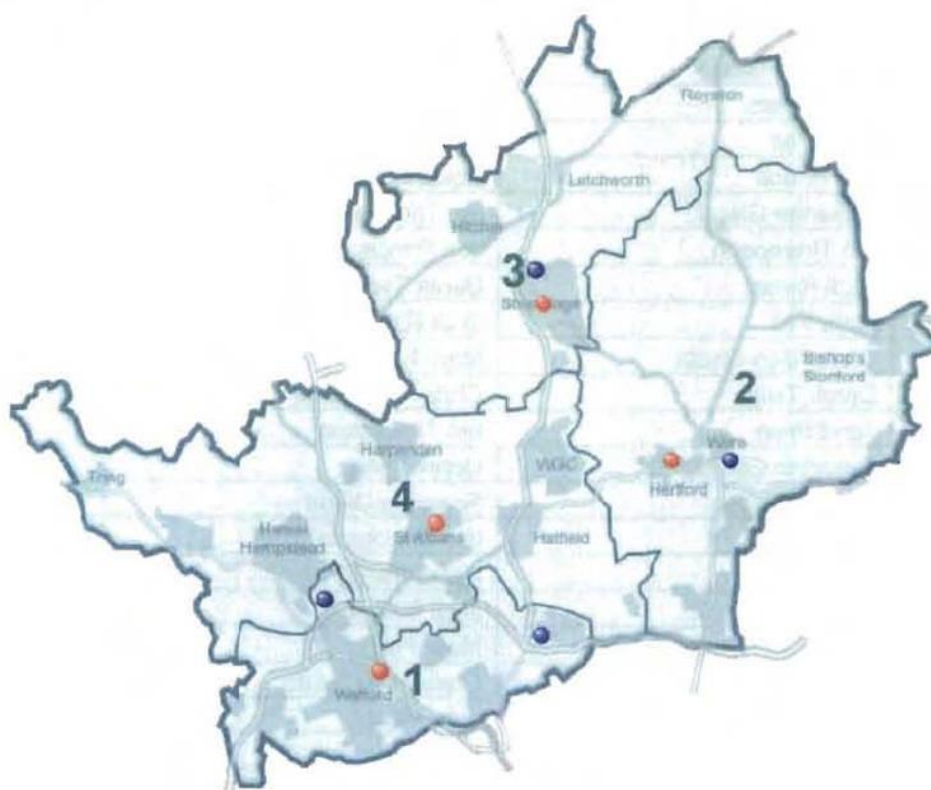 Royston
Letchworth
Hitchin
3
Stevenage
Bishop's
Stortford
2
Ware
Hertford
Harpenden
WGC
Tring
4
St Albans
Hatfield
Hemel
Hempstead
1
Watford